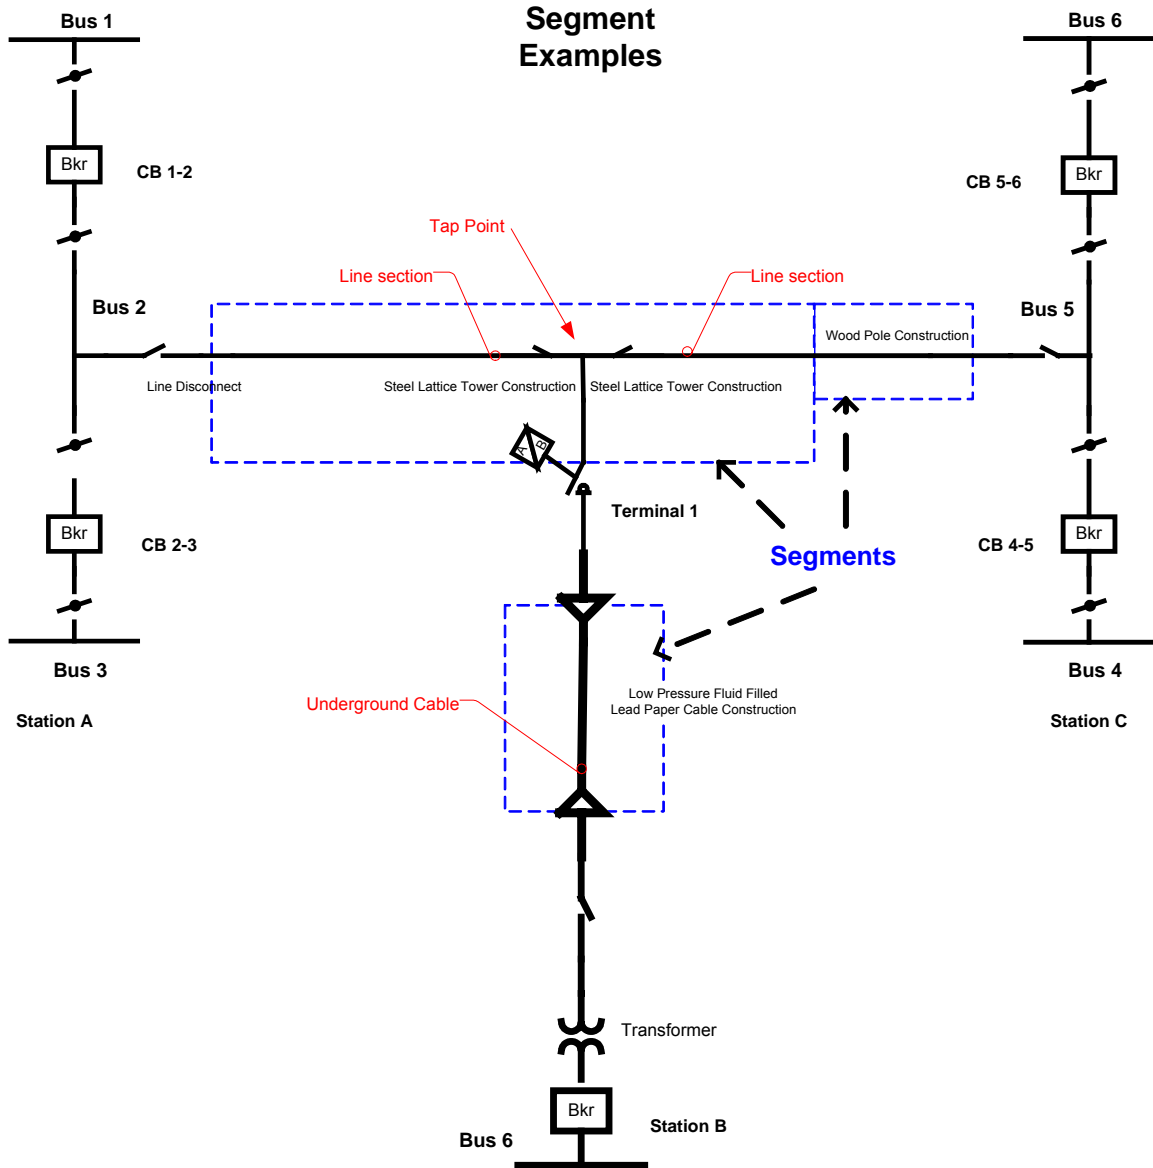 Segment
Examples
Bus 1
Bus 6
Bkr
CB 1-2
Bkr
CB 5-6
Tap Point
Line section
Line section
Bus 2
Bus 5
Wood Pole Construction
Line Disconnect
Steel Lattice Tower Construction
Steel Lattice Tower Construction
A
B
Terminal 1
Bkr
CB 2-3
Bkr
CB 4-5
Segments
Bus 3
Bus 4
Station A
Station C
Underground Cable
Low Pressure Fluid Filled
Lead Paper Cable Construction
Transformer
Bkr
Station B
Bus 6